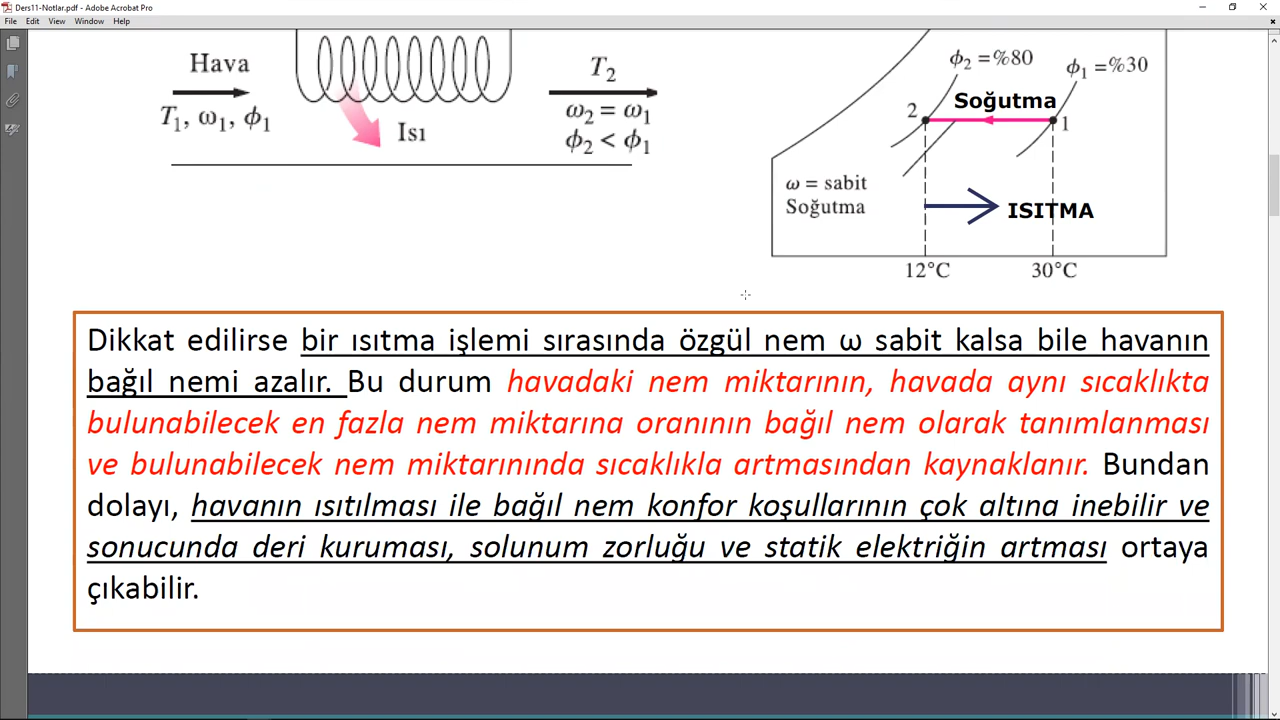 Ders11-Notlar.pdf - Adobe Acrobat Pro
File Edit View Window Help
Hava
T₁, ω₁, ϕ₁
Isı
T₂
ω₂ = ω₁
ϕ₂ < ϕ₁
ϕ₂ =%80
ϕ₁ =%30
Soğutma
2
1
ω = sabit
Soğutma
ISITMA
12°C
30°C
Dikkat edilirse bir ısıtma işlemi sırasında özgül nem ω sabit kalsa bile havanın
bağıl nemi azalır. Bu durum havadaki nem miktarının, havada aynı sıcaklıkta
bulunabilecek en fazla nem miktarına oranının bağıl nem olarak tanımlanması
ve bulunabilecek nem miktarınında sıcaklıkla artmasından kaynaklanır. Bundan
dolayı, havanın ısıtılması ile bağıl nem konfor koşullarının çok altına inebilir ve
sonucunda deri kuruması, solunum zorluğu ve statik elektriğin artması ortaya
çıkabilir.